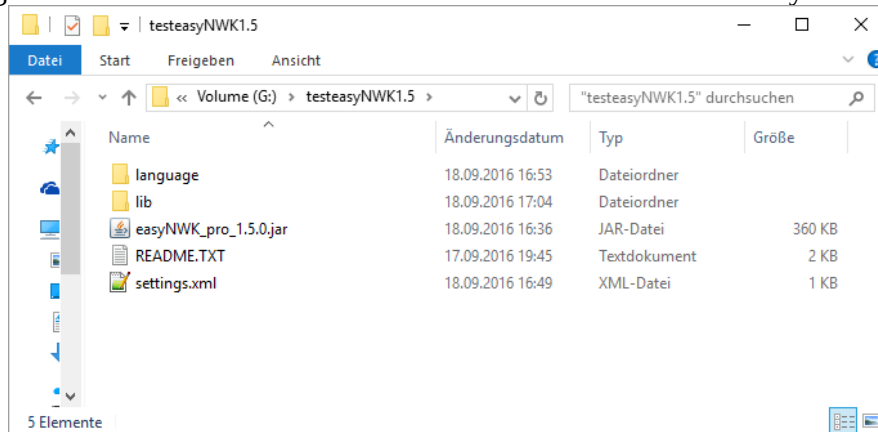 testeasyNWK1.5
Datei Start Freigeben Ansicht
« Volume (G:) › testeasyNWK1.5 › "testeasyNWK1.5" durchsuchen
Name Änderungsdatum Typ Größe
language 18.09.2016 16:53 Dateiordner
lib 18.09.2016 17:04 Dateiordner
easyNWK_pro_1.5.0.jar 18.09.2016 16:36 JAR-Datei 360 KB
README.TXT 17.09.2016 19:45 Textdokument 2 KB
settings.xml 18.09.2016 16:49 XML-Datei 1 KB
5 Elemente